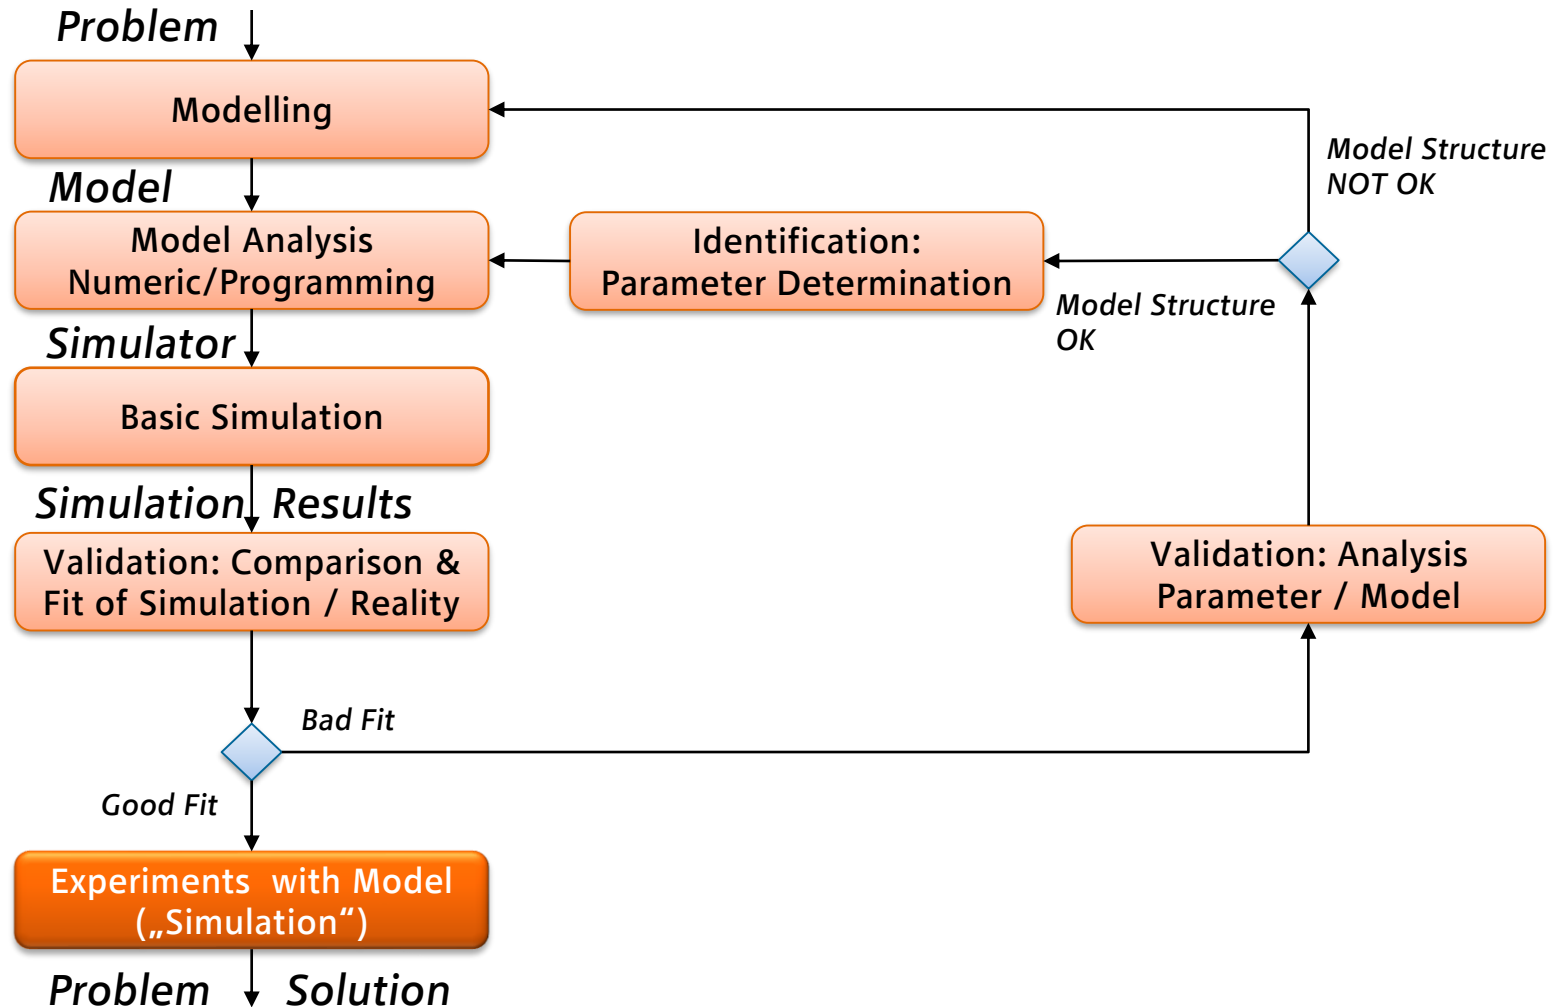 Problem
Modelling
Model Structure
NOT OK
Model
Model Analysis
Numeric/Programming
Identification:
Parameter Determination
Model Structure
OK
Simulator
Basic Simulation
Simulation Results
Validation: Comparison &
Fit of Simulation / Reality
Validation: Analysis
Parameter / Model
Bad Fit
Good Fit
Experiments with Model
(„Simulation“)
Problem Solution